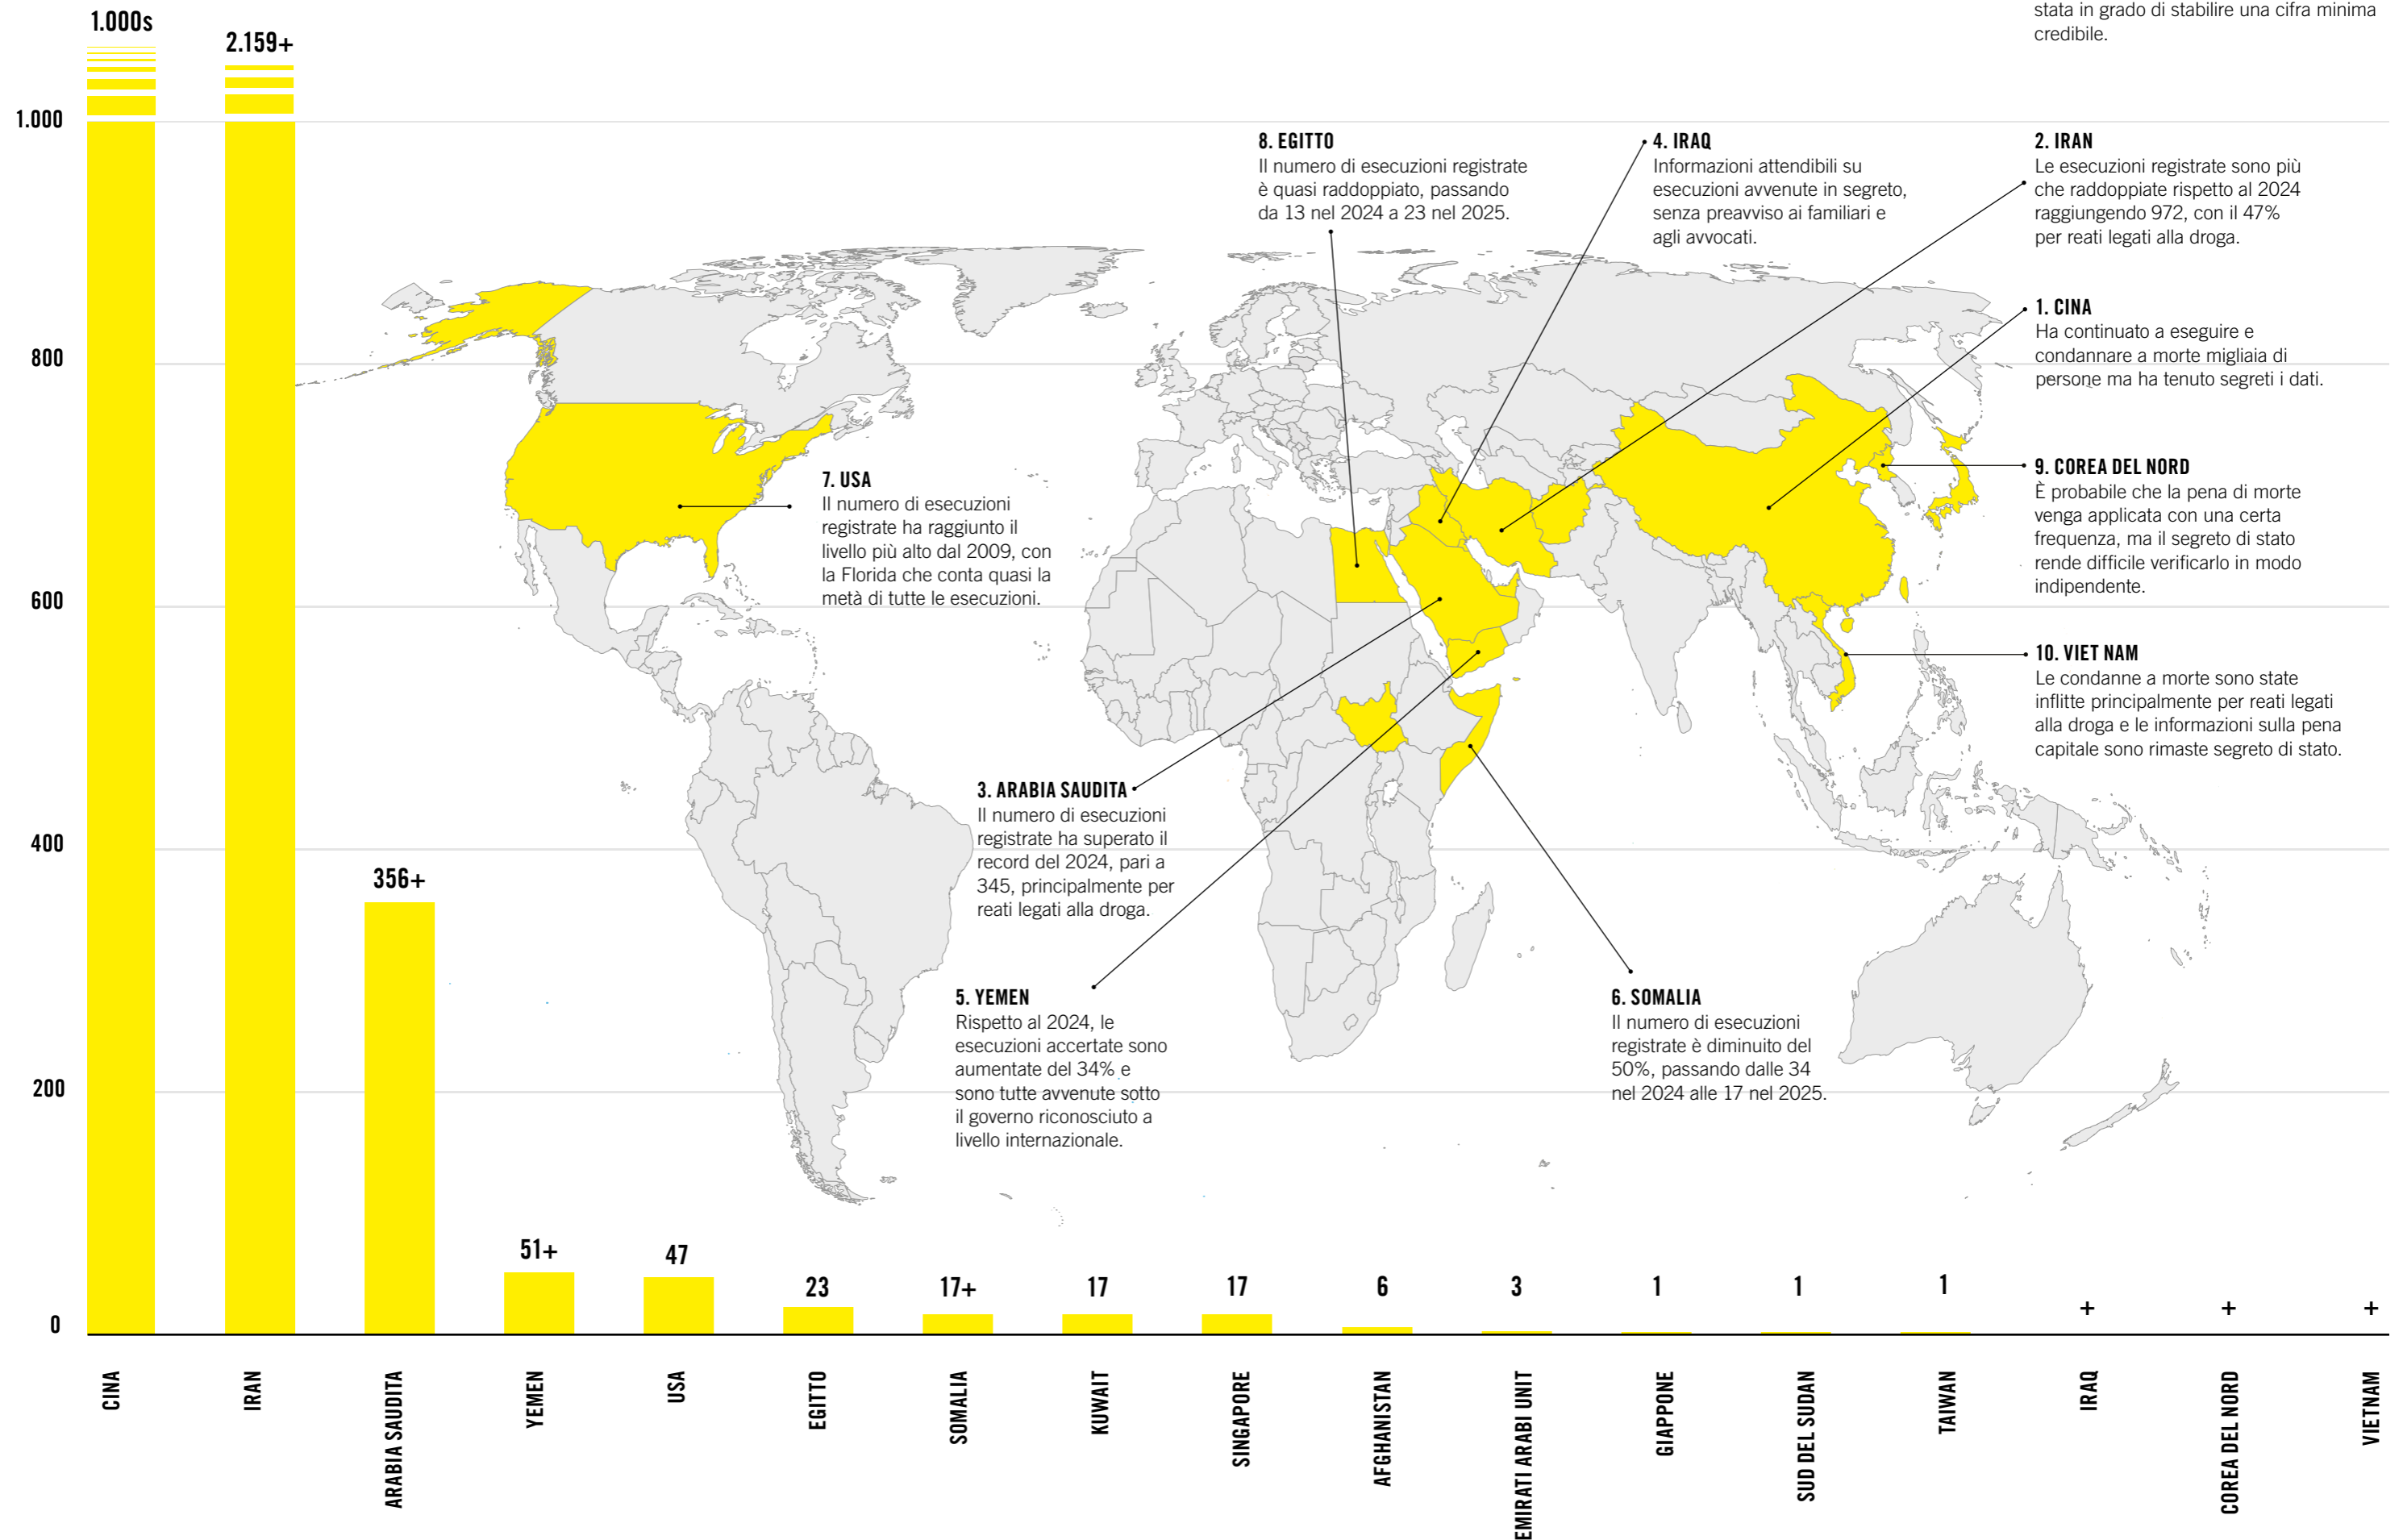 stata in grado di stabilire una cifra minima
credibile.
1.000s
2.159+
1.000
800
600
400
200
0
356+
51+
47
23
17+
17
17
6
3
1
1
1
+
+
+
8. EGITTO
Il numero di esecuzioni registrate
è quasi raddoppiato, passando
da 13 nel 2024 a 23 nel 2025.
4. IRAQ
Informazioni attendibili su
esecuzioni avvenute in segreto,
senza preavviso ai familiari e
agli avvocati.
2. IRAN
Le esecuzioni registrate sono più
che raddoppiate rispetto al 2024
raggiungendo 972, con il 47%
per reati legati alla droga.
1. CINA
Ha continuato a eseguire e
condannare a morte migliaia di
persone ma ha tenuto segreti i dati.
7. USA
Il numero di esecuzioni
registrate ha raggiunto il
livello più alto dal 2009, con
la Florida che conta quasi la
metà di tutte le esecuzioni.
9. COREA DEL NORD
È probabile che la pena di morte
venga applicata con una certa
frequenza, ma il segreto di stato
rende difficile verificarlo in modo
indipendente.
10. VIET NAM
Le condanne a morte sono state
inflitte principalmente per reati legati
alla droga e le informazioni sulla pena
capitale sono rimaste segreto di stato.
3. ARABIA SAUDITA
Il numero di esecuzioni
registrate ha superato il
record del 2024, pari a
345, principalmente per
reati legati alla droga.
5. YEMEN
Rispetto al 2024, le
esecuzioni accertate sono
aumentate del 34% e
sono tutte avvenute sotto
il governo riconosciuto a
livello internazionale.
6. SOMALIA
Il numero di esecuzioni
registrate è diminuito del
50%, passando dalle 34
nel 2024 alle 17 nel 2025.
CINA
IRAN
ARABIA SAUDITA
YEMEN
USA
EGITTO
SOMALIA
KUWAIT
SINGAPORE
AFGHANISTAN
EMIRATI ARABI UNIT
GIAPPONE
SUD DEL SUDAN
TAIWAN
IRAQ
COREA DEL NORD
VIETNAM